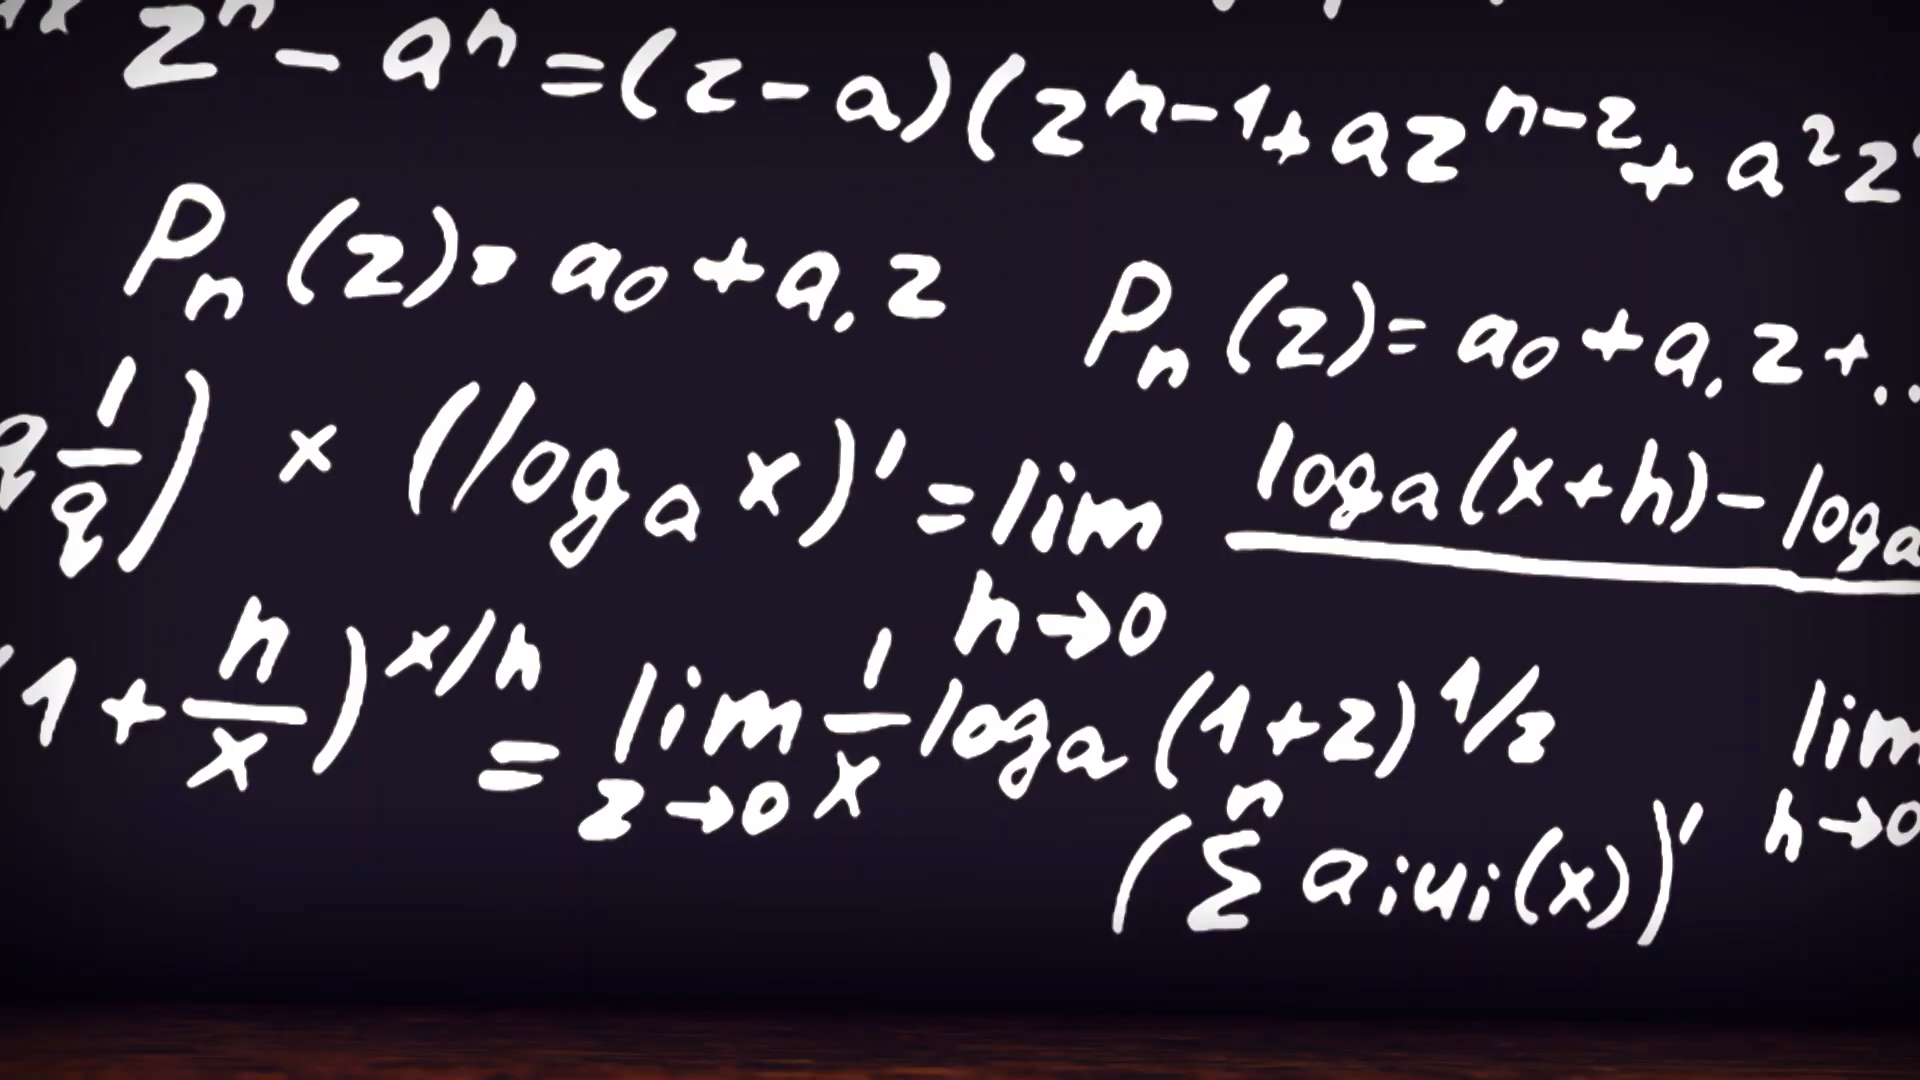 zⁿ - aⁿ = (z - a)(zⁿ⁻¹ + azⁿ⁻² + a²z
Pₙ(z) = a₀ + a₁z
Pₙ(z) = a₀ + a₁z + ..
1/q) × (logₐx)' = lim h→0 logₐ(x+h) - logₐ
(1 + h/x)^x/h = lim z→0 1/x logₐ(1+z)^1/z
lim h→0
(n Σ aᵢuᵢ(x))'